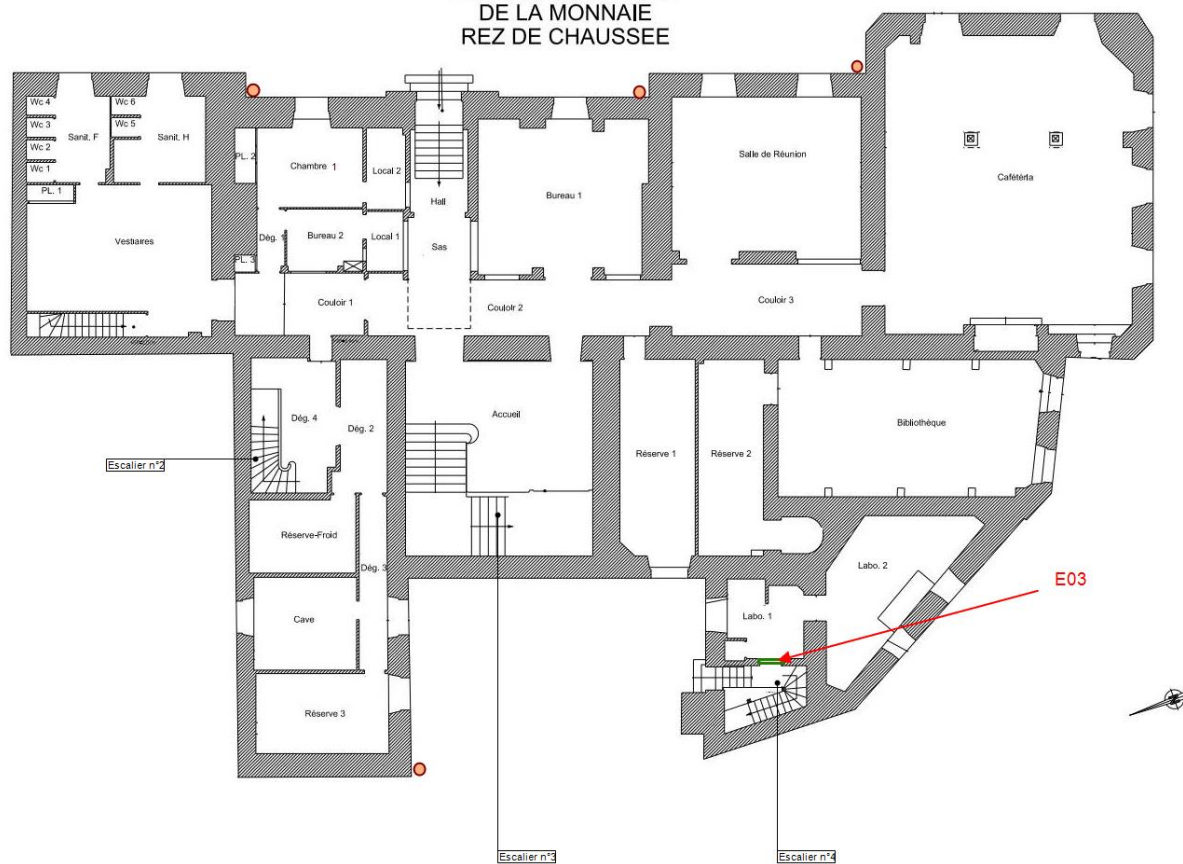 DE LA MONNAIE
REZ DE CHAUSSEE
Wc 4
Wc 6
Wc 3
Wc 5
Sanit. F
Sanit. H
Wc 2
Wc 1
PL. 1
PL. 2
Chambre 1
Local 2
Salle de Réunion
Cafétéria
Hall
Bureau 1
Vestiaires
Dég. 1
Bureau 2
Local 1
Sas
PL. 3
Couloir 1
Couloir 2
Couloir 3
Dég. 4
Dég. 2
Accueil
Bibliothèque
Escalier n°2
Réserve 1
Réserve 2
Réserve-Froid
Dég. 3
Labo. 2
E03
Cave
Labo. 1
Réserve 3
N
Escalier n°3
Escalier n°4